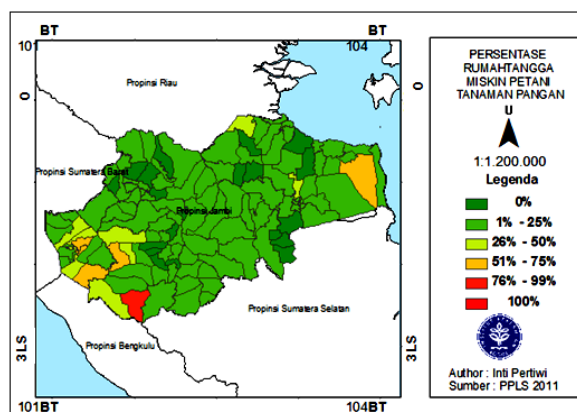 BT BT
101 104
0 0
Propinsi Riau
Propinsi Sumatera Barat
Propinsi Jambi
Propinsi Sumatera Selatan
Propinsi Bengkulu
3LS 3LS
101BT 104BT
PERSENTASE
RUMAHTANGGA
MISKIN PETANI
TANAMAN PANGAN
U
1:1.200.000
Legenda
0%
1% - 25%
26% - 50%
51% - 75%
76% - 99%
100%
Author : Inti Pertiwi
Sumber : PPLS 2011